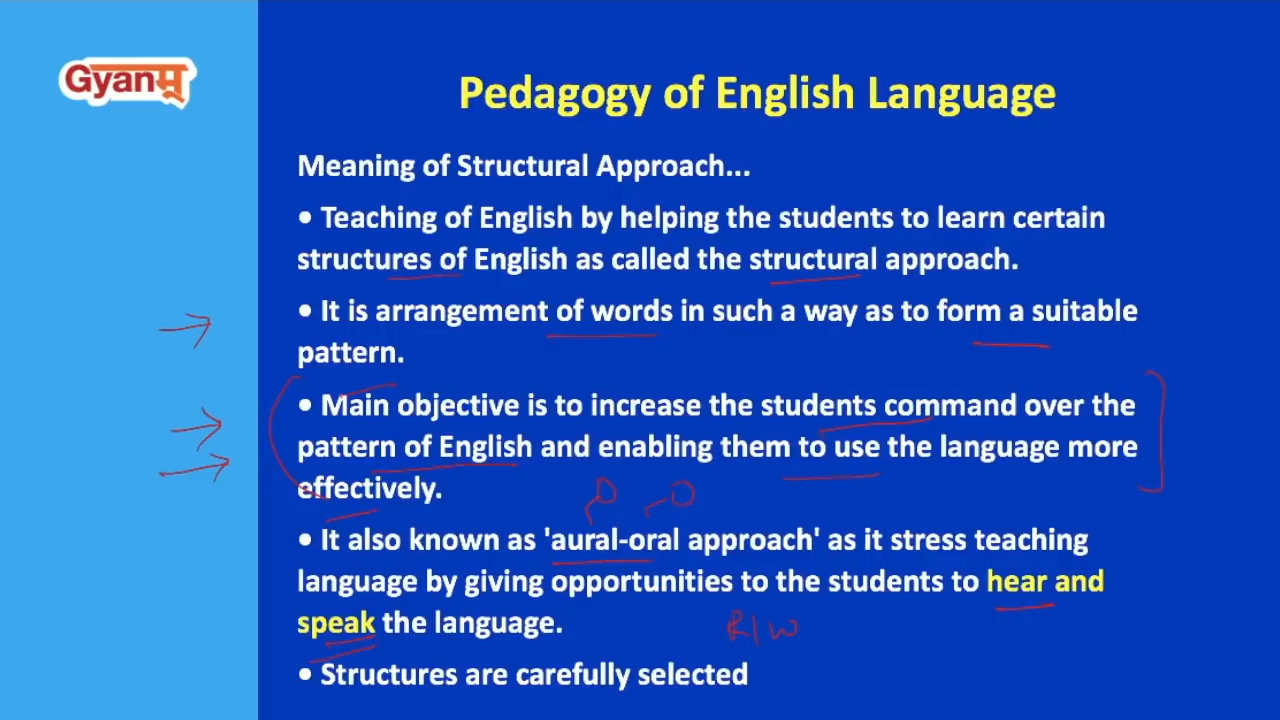 Gyanमू
Pedagogy of English Language
Meaning of Structural Approach...
• Teaching of English by helping the students to learn certain
structures of English as called the structural approach.
• It is arrangement of words in such a way as to form a suitable
pattern.
• Main objective is to increase the students command over the
pattern of English and enabling them to use the language more
effectively.
• It also known as 'aural-oral approach' as it stress teaching
language by giving opportunities to the students to hear and
speak the language.
R/W
• Structures are carefully selected